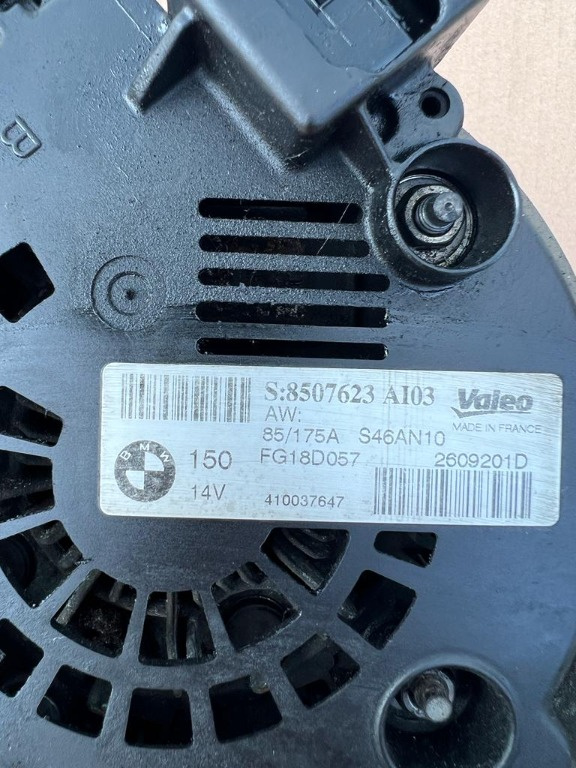 B
S:8507623 AI03
AW:
Valeo
MADE IN FRANCE
85/175A S46AN10
BMW
150 FG18D057 2609201D
14V 410037647